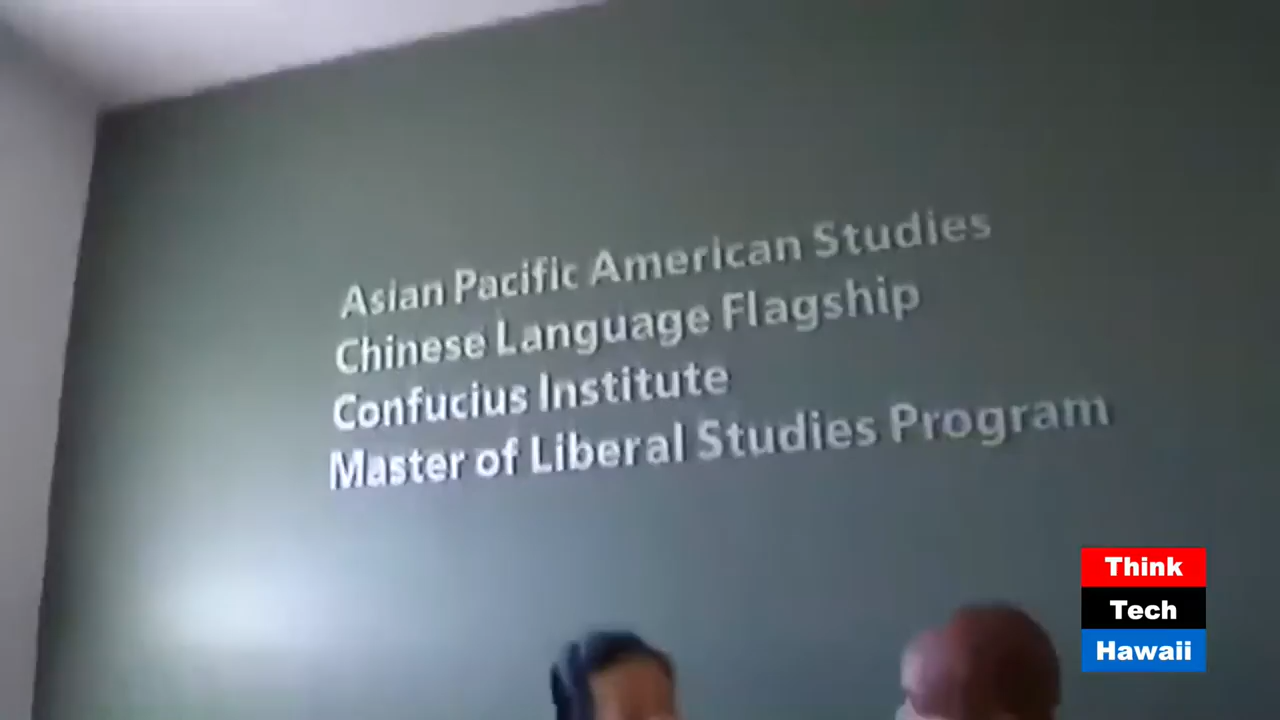 Asian Pacific American Studies
Chinese Language Flagship
Confucius Institute
Master of Liberal Studies Program
Think
Tech
Hawaii